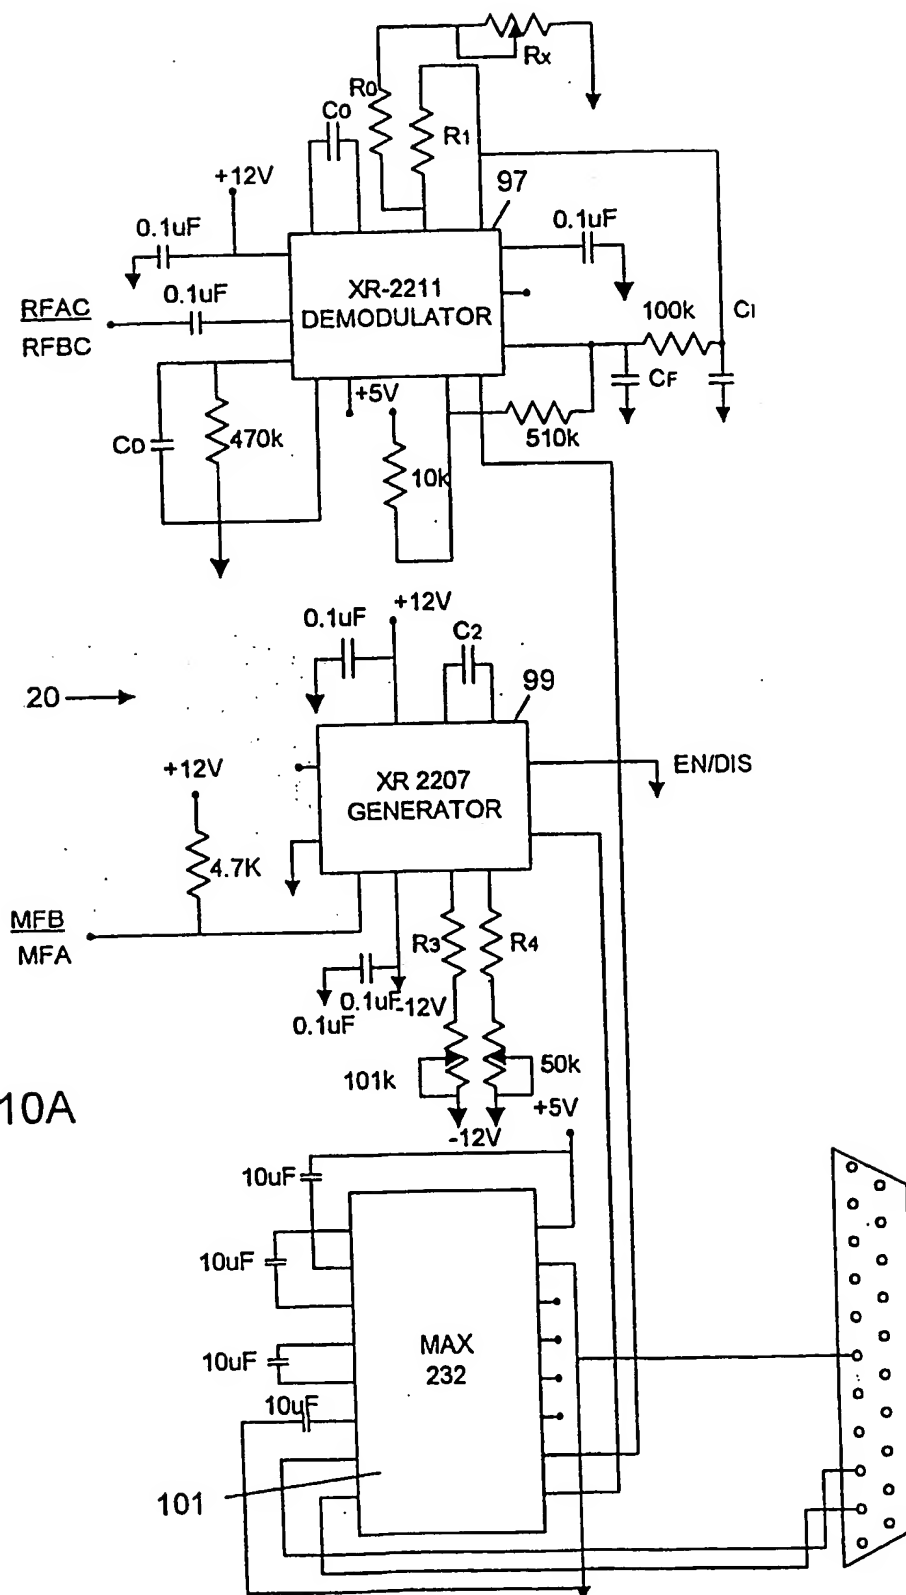 Rx
R0
C0
R1
+12V
97
0.1uF
0.1uF
0.1uF
XR-2211
DEMODULATOR
RFAC
RFBC
100k
CI
CF
+5V
CD
470k
510k
10k
+12V
0.1uF
C2
20
99
+12V
XR 2207
GENERATOR
EN/DIS
4.7K
MFB
MFA
R3
R4
0.1uF
-12V
0.1uF
101k
50k
10A
+5V
-12V
10uF
10uF
MAX
232
10uF
10uF
101